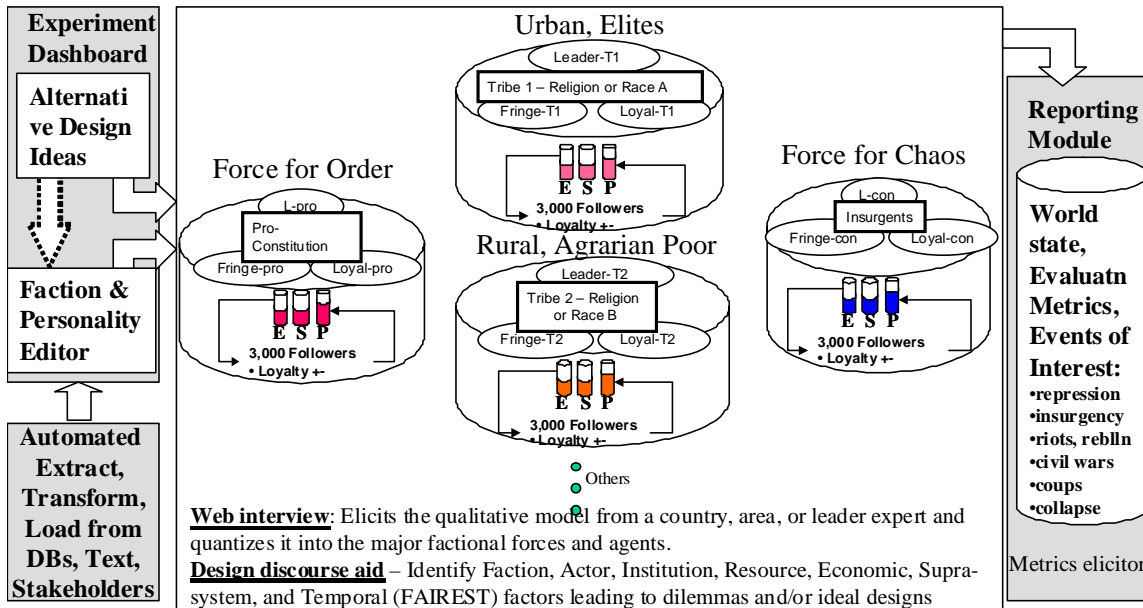 Experiment
Dashboard
Alternati
ve Design
Ideas
Faction &
Personality
Editor
Automated
Extract,
Transform,
Load from
DBs, Text,
Stakeholders
Urban, Elites
Leader-T1
Tribe 1 – Religion or Race A
Fringe-T1
Loyal-T1
E S P
3,000 Followers
• Loyalty +-
Force for Order
L-pro
Pro-
Constitution
Fringe-pro
Loyal-pro
E S P
3,000 Followers
• Loyalty +-
Rural, Agrarian Poor
Leader-T2
Tribe 2 – Religion
or Race B
Fringe-T2
Loyal-T2
E S P
3,000 Followers
• Loyalty +-
Others
Force for Chaos
L-con
Insurgents
Fringe-con
Loyal-con
E S P
3,000 Followers
• Loyalty +-
Web interview: Elicits the qualitative model from a country, area, or leader expert and
quantizes it into the major factional forces and agents.
Design discourse aid – Identify Faction, Actor, Institution, Resource, Economic, Supra-
system, and Temporal (FAIREST) factors leading to dilemmas and/or ideal designs
Reporting
Module
World
state,
Evaluatn
Metrics,
Events of
Interest:
•repression
•insurgency
•riots, reblln
•civil wars
•coups
•collapse
Metrics elicitor